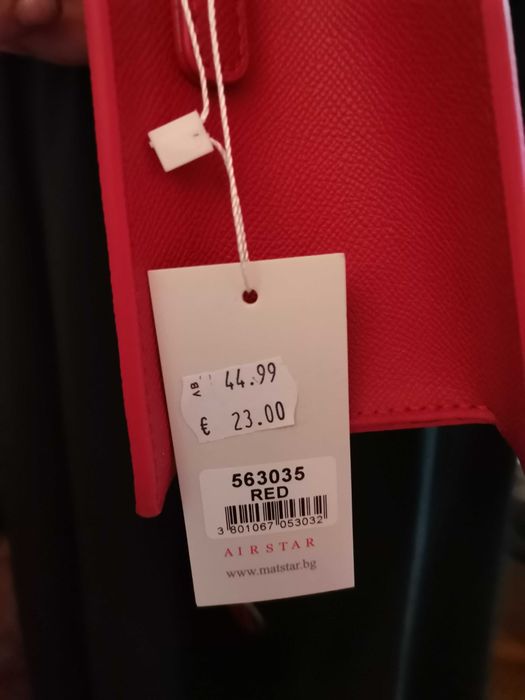 ЛВ 44.99
€ 23.00
563035
RED
3 801067 053032
AIRSTAR
www.matstar.bg